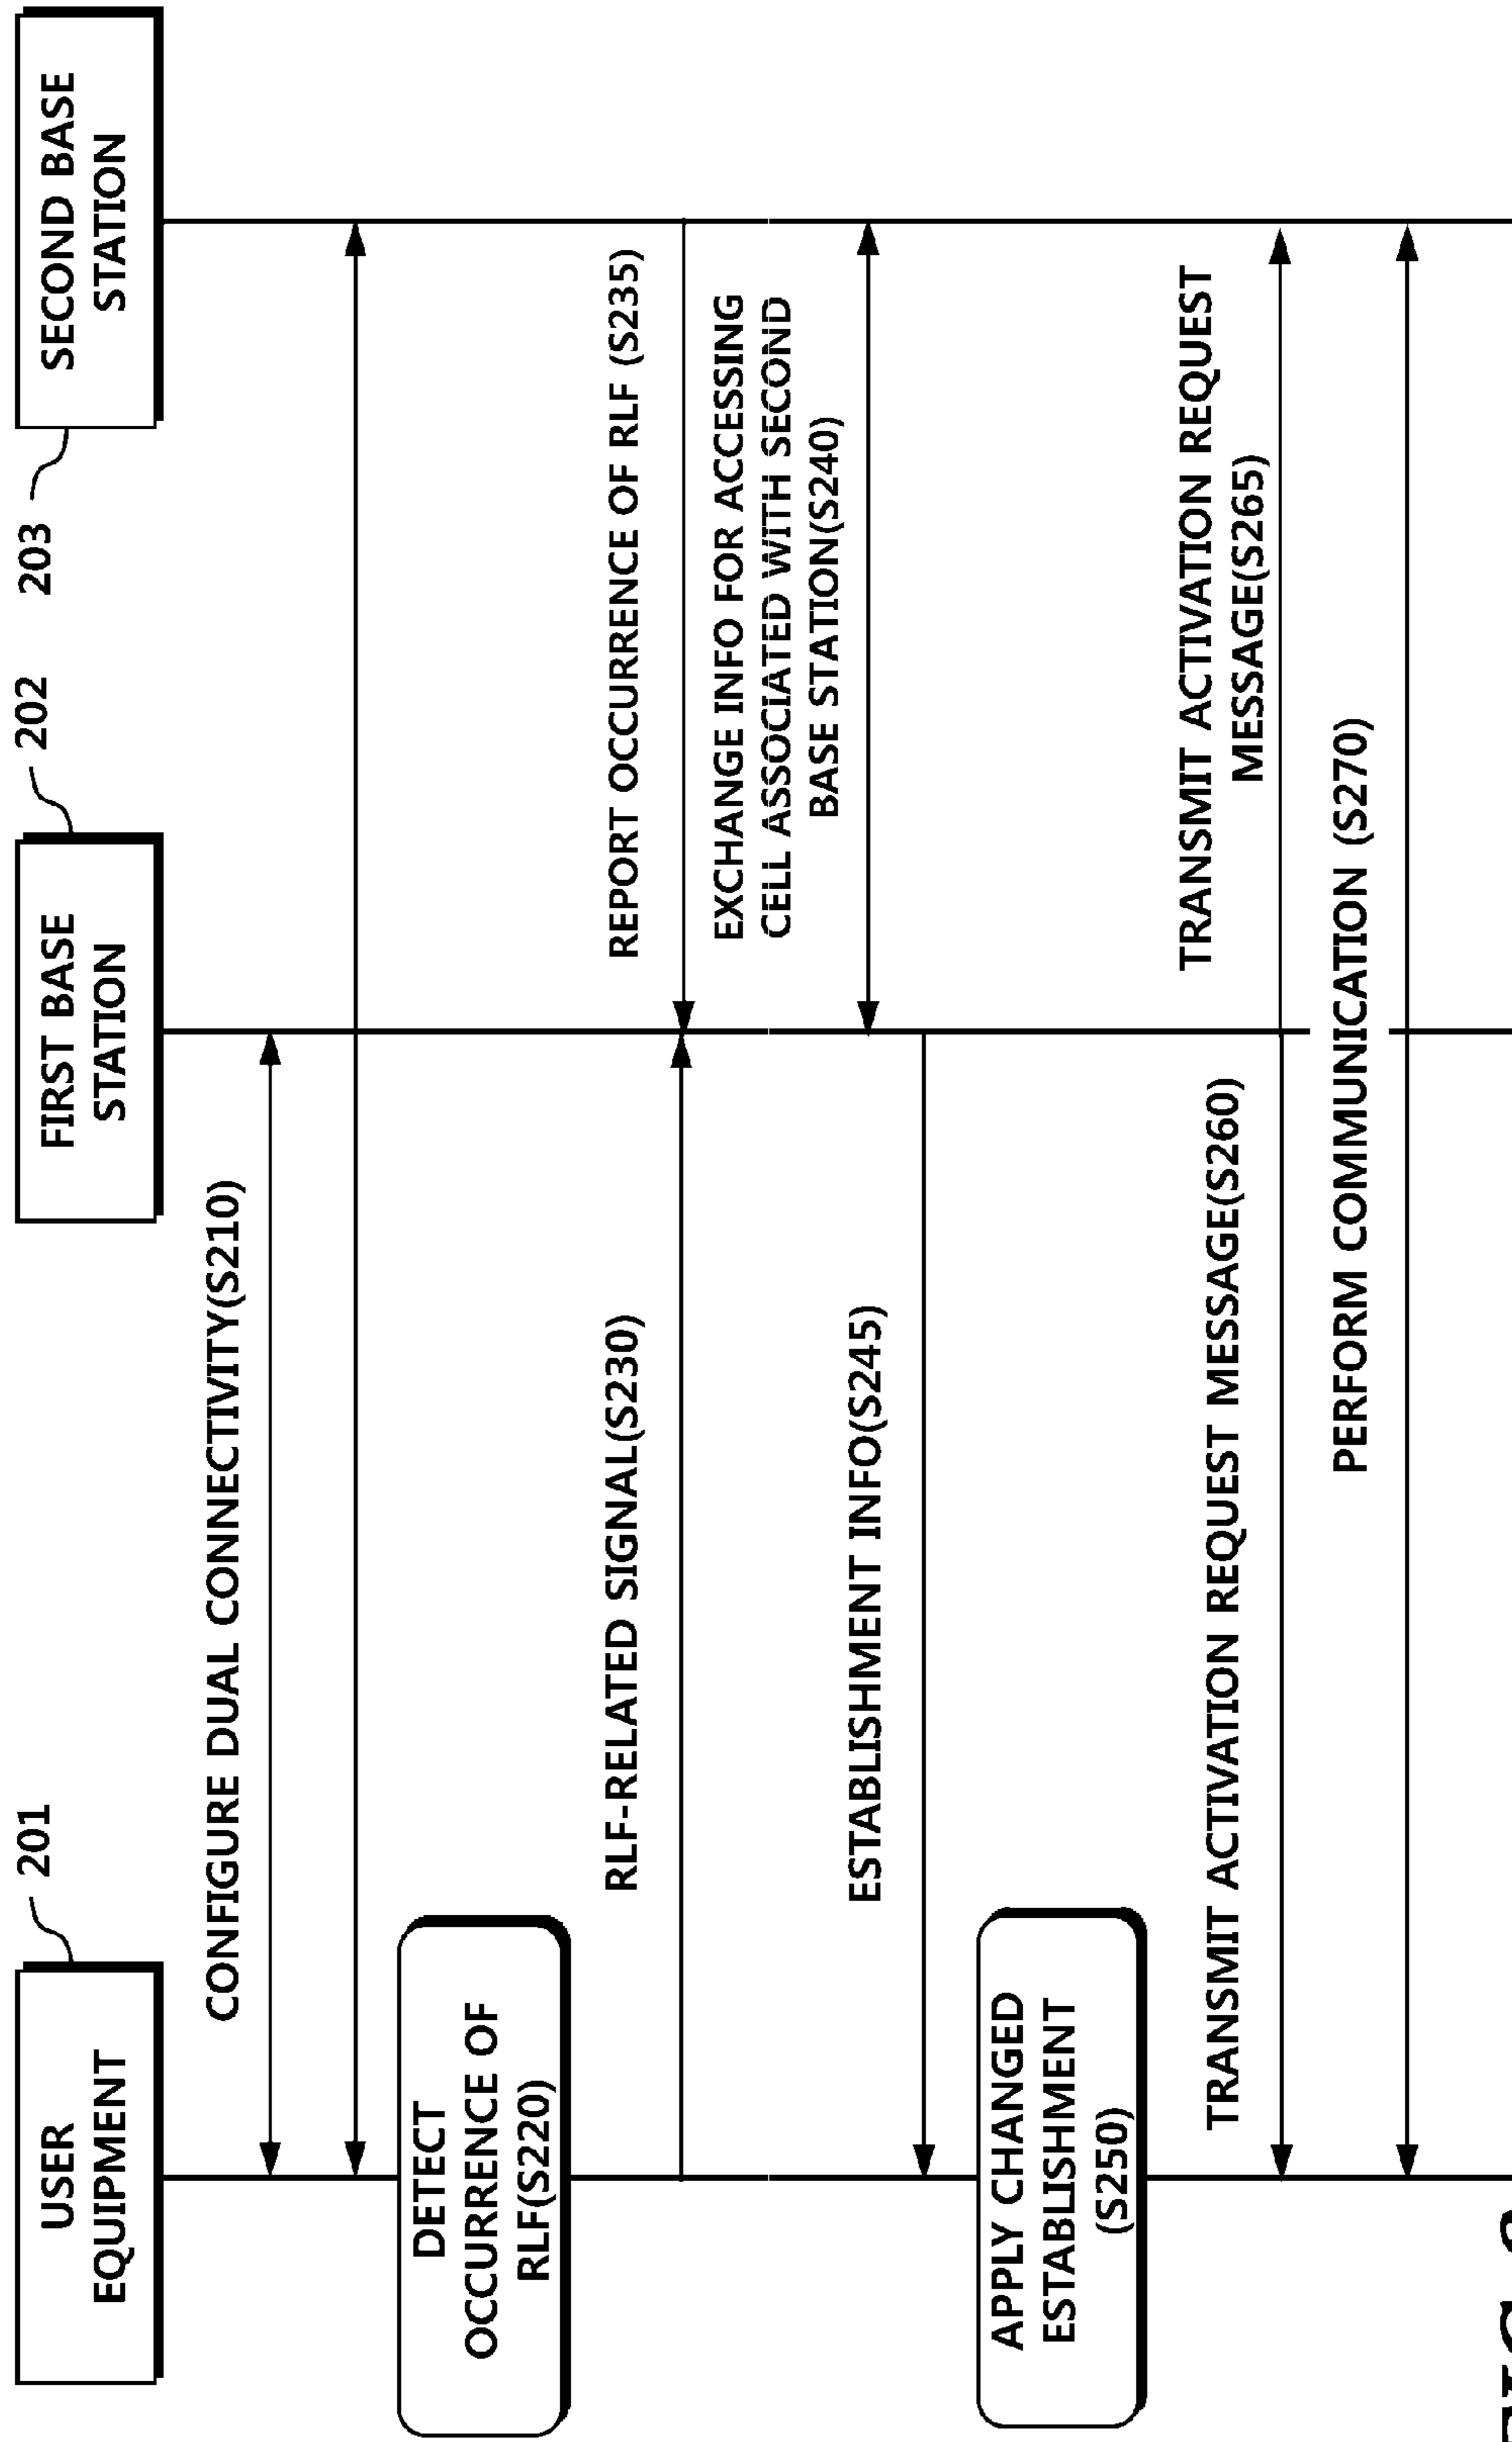 USER
EQUIPMENT
201
FIRST BASE
STATION
202
SECOND BASE
STATION
203
CONFIGURE DUAL CONNECTIVITY(S210)
DETECT
OCCURRENCE OF
RLF(S220)
RLF-RELATED SIGNAL(S230)
REPORT OCCURRENCE OF RLF (S235)
EXCHANGE INFO FOR ACCESSING
CELL ASSOCIATED WITH SECOND
BASE STATION(S240)
ESTABLISHMENT INFO(S245)
APPLY CHANGED
ESTABLISHMENT
(S250)
TRANSMIT ACTIVATION REQUEST MESSAGE(S260)
TRANSMIT ACTIVATION REQUEST
MESSAGE(S265)
PERFORM COMMUNICATION (S270)